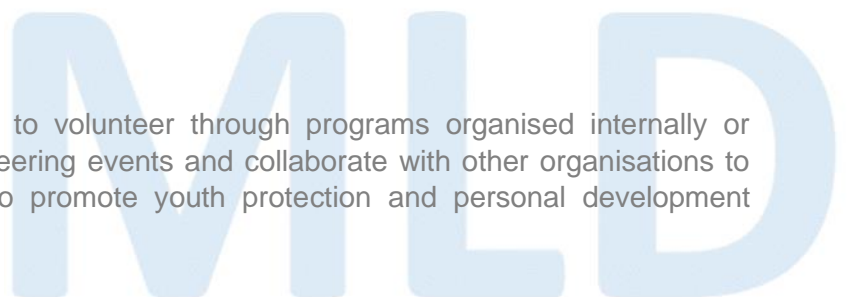 MLD
to volunteer through programs organised internally or
eering events and collaborate with other organisations to
o promote youth protection and personal development